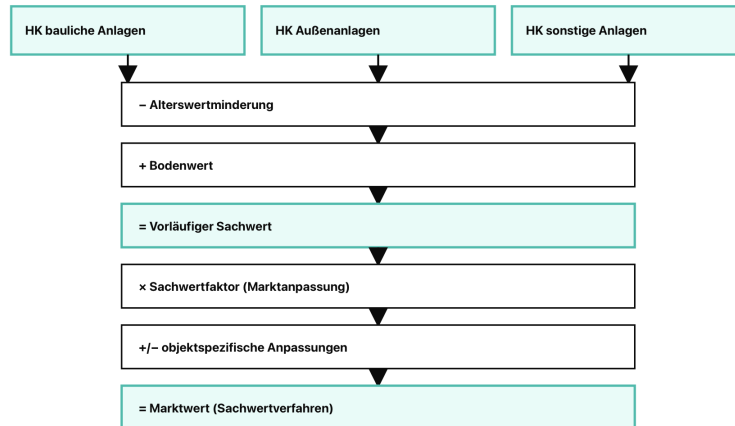 HK bauliche Anlagen
HK Außenanlagen
HK sonstige Anlagen
– Alterswertminderung
+ Bodenwert
= Vorläufiger Sachwert
× Sachwertfaktor (Marktanpassung)
+/– objektspezifische Anpassungen
= Marktwert (Sachwertverfahren)